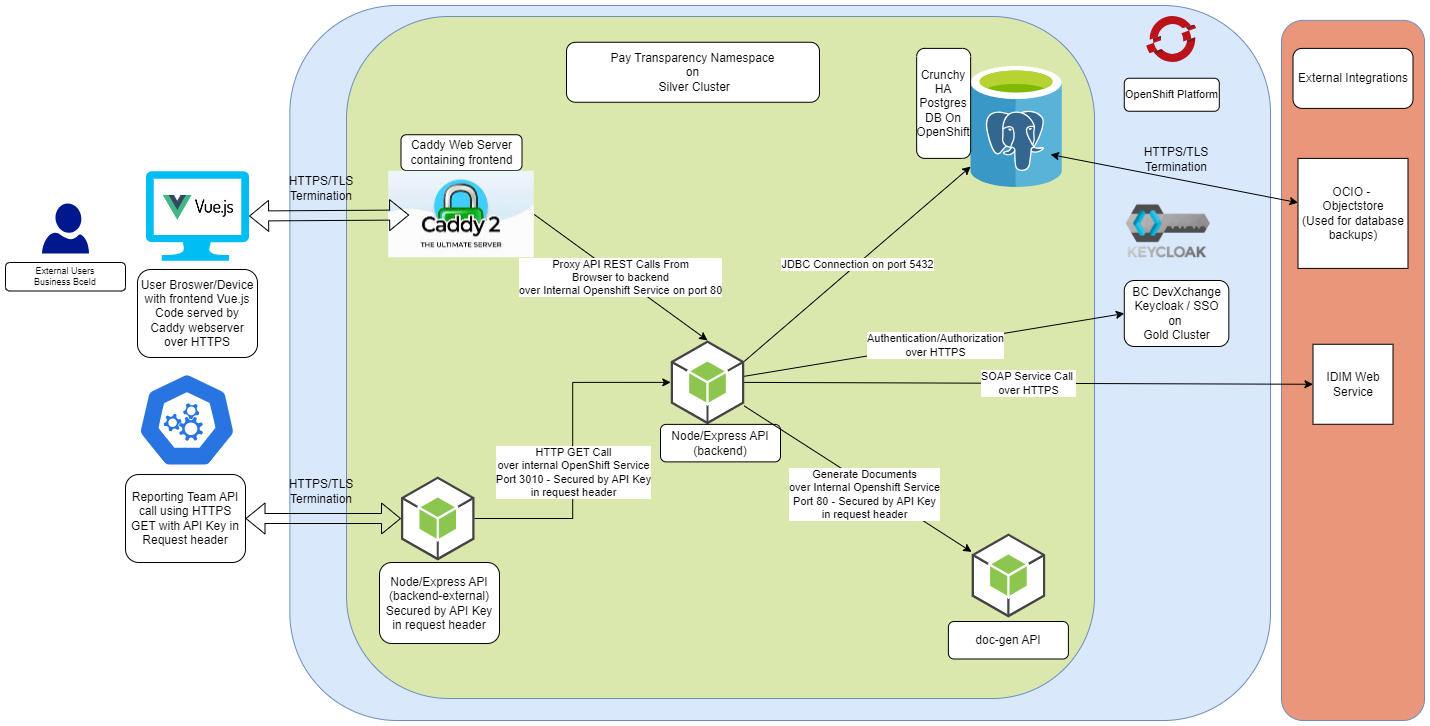 Pay Transparency Namespace
on
Silver Cluster
Crunchy
HA
Postgres
DB On
OpenShift
OpenShift Platform
External Integrations
Caddy Web Server
containing frontend
Caddy 2
THE ULTIMATE SERVER
HTTPS/TLS
Termination
Vue.js
External Users
Business BceId
User Broswer/Device
with frontend Vue.js
Code served by
Caddy webserver
over HTTPS
HTTPS/TLS
Termination
OCIO -
Objectstore
(Used for database
backups)
KEYCLOAK
BC DevXchange
Keycloak / SSO
on
Gold Cluster
Proxy API REST Calls From
Browser to backend
over Internal Openshift Service on port 80
JDBC Connection on port 5432
Authentication/Authorization
over HTTPS
SOAP Service Call
over HTTPS
IDIM Web
Service
Node/Express API
(backend)
HTTP GET Call
over internal OpenShift Service
Port 3010 - Secured by API Key
in request header
Generate Documents
over Internal Openshift Service
Port 80 - Secured by API Key
in request header
HTTPS/TLS
Termination
Reporting Team API
call using HTTPS
GET with API Key in
Request header
Node/Express API
(backend-external)
Secured by API Key
in request header
doc-gen API